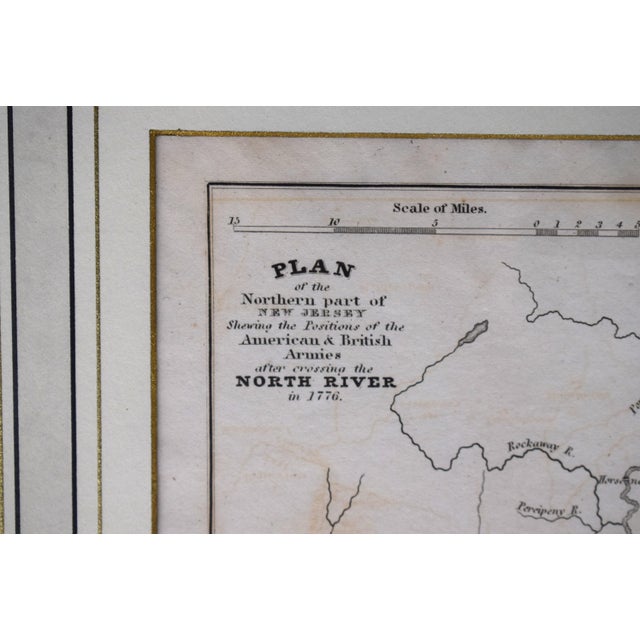 Scale of Miles.
15 10 5 0 1 2 3 4 5
PLAN
of the
Northern part of
NEW JERSEY
Shewing the Positions of the
American & British
Armies
after crossing the
NORTH RIVER
in 1776.
Rockaway R.
Percipeny R.